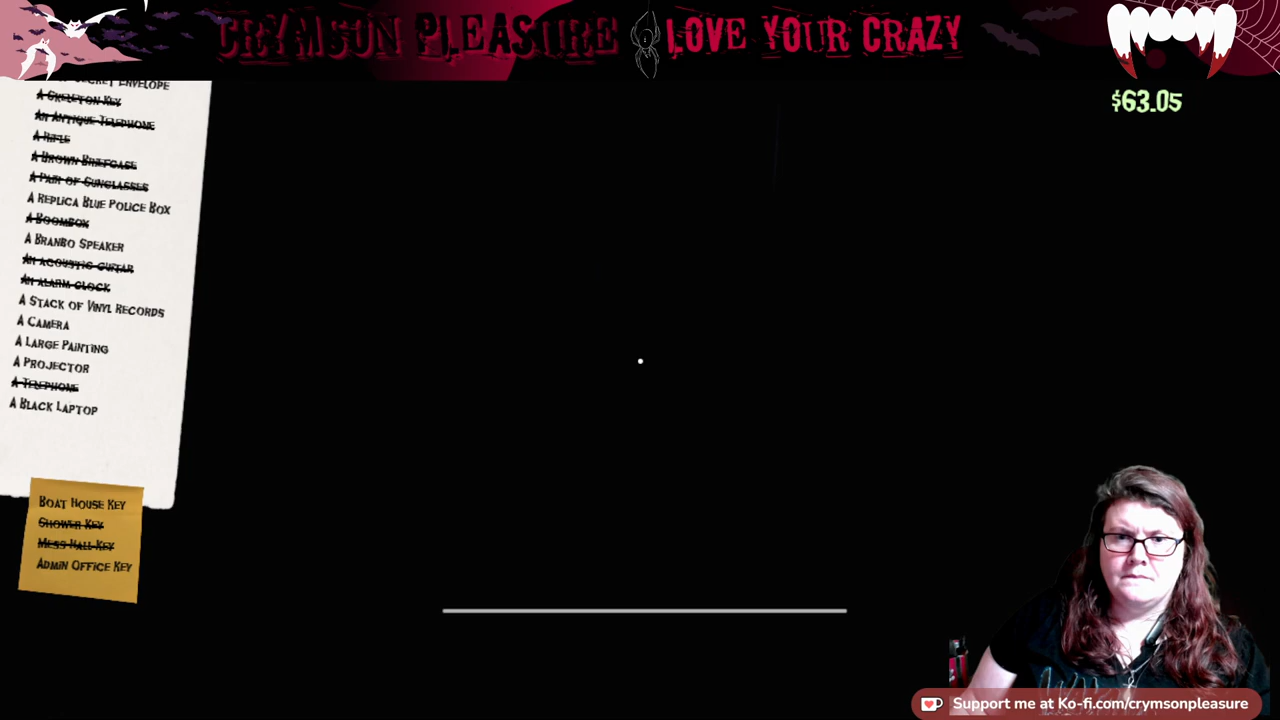 CRYMSON PLEASURE LOVE YOUR CRAZY
$63.05
SECRET ENVELOPE
A SKELETON KEY
AN ANTIQUE TELEPHONE
A RIFLE
A BROWN BRIEFCASE
A PAIR OF SUNGLASSES
A REPLICA BLUE POLICE BOX
A BOOMBOX
A BRANBO SPEAKER
AN ACOUSTIC GUITAR
AN ALARM CLOCK
A STACK OF VINYL RECORDS
A CAMERA
A LARGE PAINTING
A PROJECTOR
A TELEPHONE
A BLACK LAPTOP
BOAT HOUSE KEY
SHOWER KEY
MESS HALL KEY
ADMIN OFFICE KEY
Support me at Ko-fi.com/crymsonpleasure